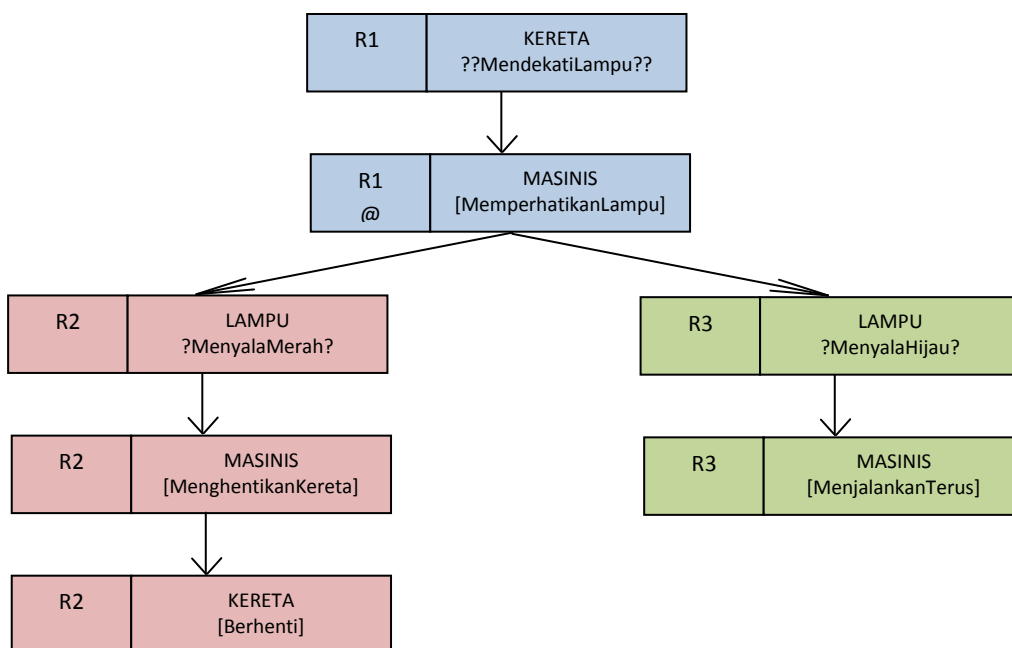 R1
KERETA
??MendekatiLampu??
R1
@
MASINIS
[MemperhatikanLampu]
R2
LAMPU
?MenyalaMerah?
R3
LAMPU
?MenyalaHijau?
R2
MASINIS
[MenghentikanKereta]
R3
MASINIS
[MenjalankanTerus]
R2
KERETA
[Berhenti]